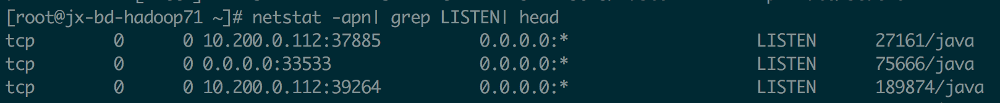 [root@jx-bd-hadoop71 ~]# netstat -apn| grep LISTEN| head
tcp        0      0 10.200.0.112:37885          0.0.0.0:*                   LISTEN      27161/java
tcp        0      0 0.0.0.0:33533               0.0.0.0:*                   LISTEN      75666/java
tcp        0      0 10.200.0.112:39264          0.0.0.0:*                   LISTEN      189874/java